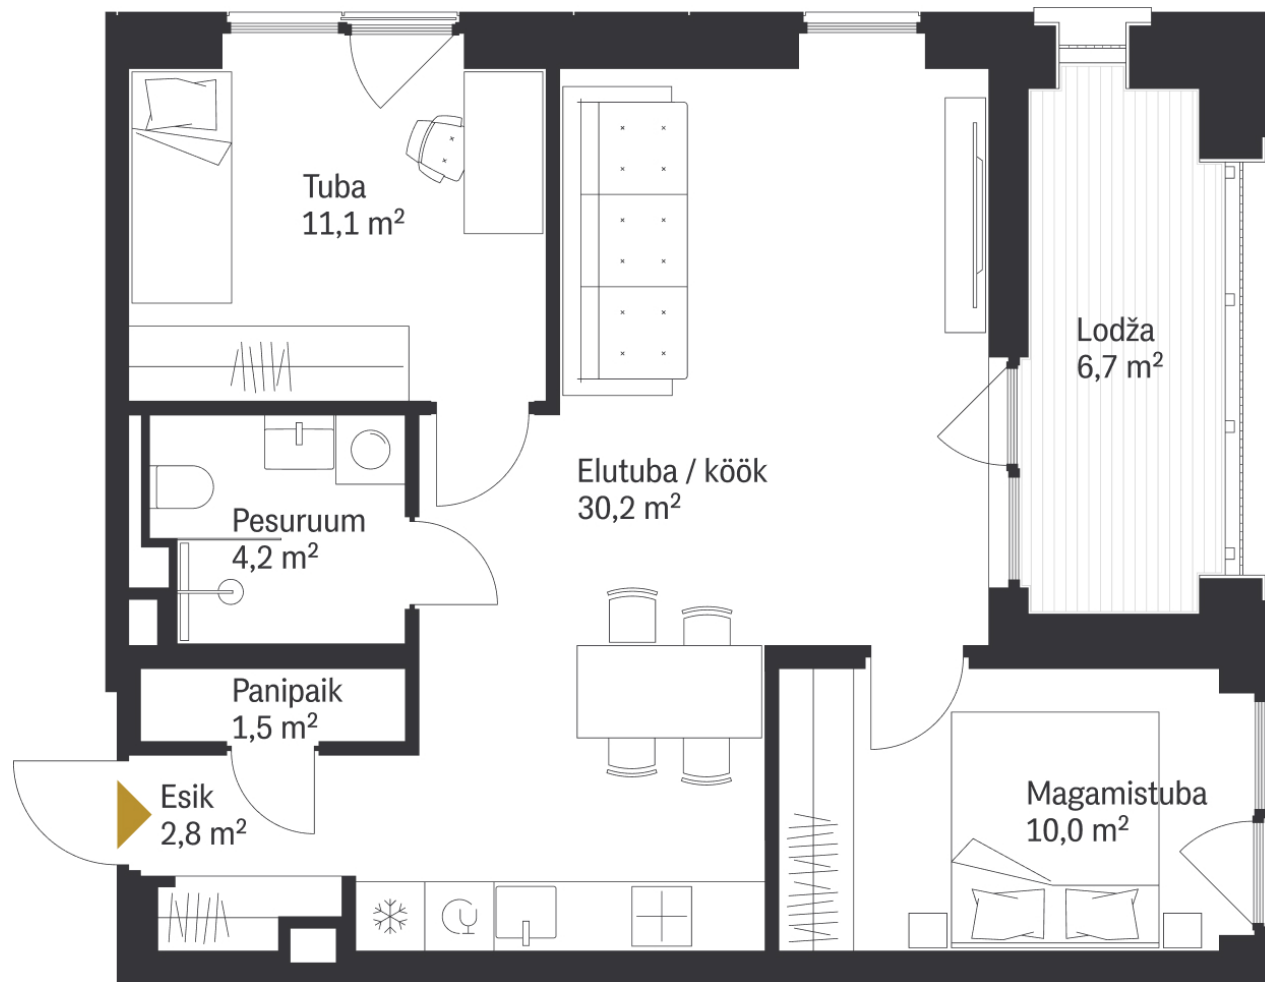 Tuba
11,1 m²
Lodža
6,7 m²
Elutuba / köök
30,2 m²
Pesuruum
4,2 m²
Panipaik
1,5 m²
Esik
2,8 m²
Magamistuba
10,0 m²